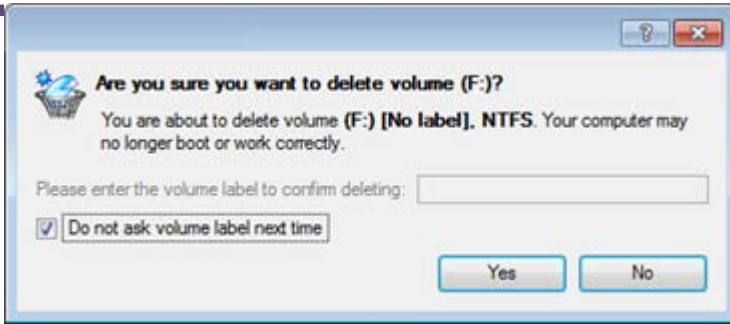 Are you sure you want to delete volume (F:)?
You are about to delete volume (F:) [No label], NTFS. Your computer may
no longer boot or work correctly.
Please enter the volume label to confirm deleting:
Do not ask volume label next time
Yes No